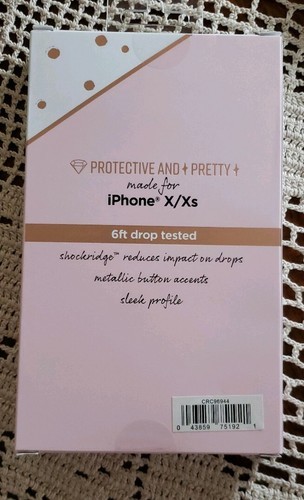 PROTECTIVE AND PRETTY
made for
iPhone® X/Xs
6ft drop tested
shockridge™ reduces impact on drops
metallic button accents
sleek profile
CRC96944
0 43859 75192 1